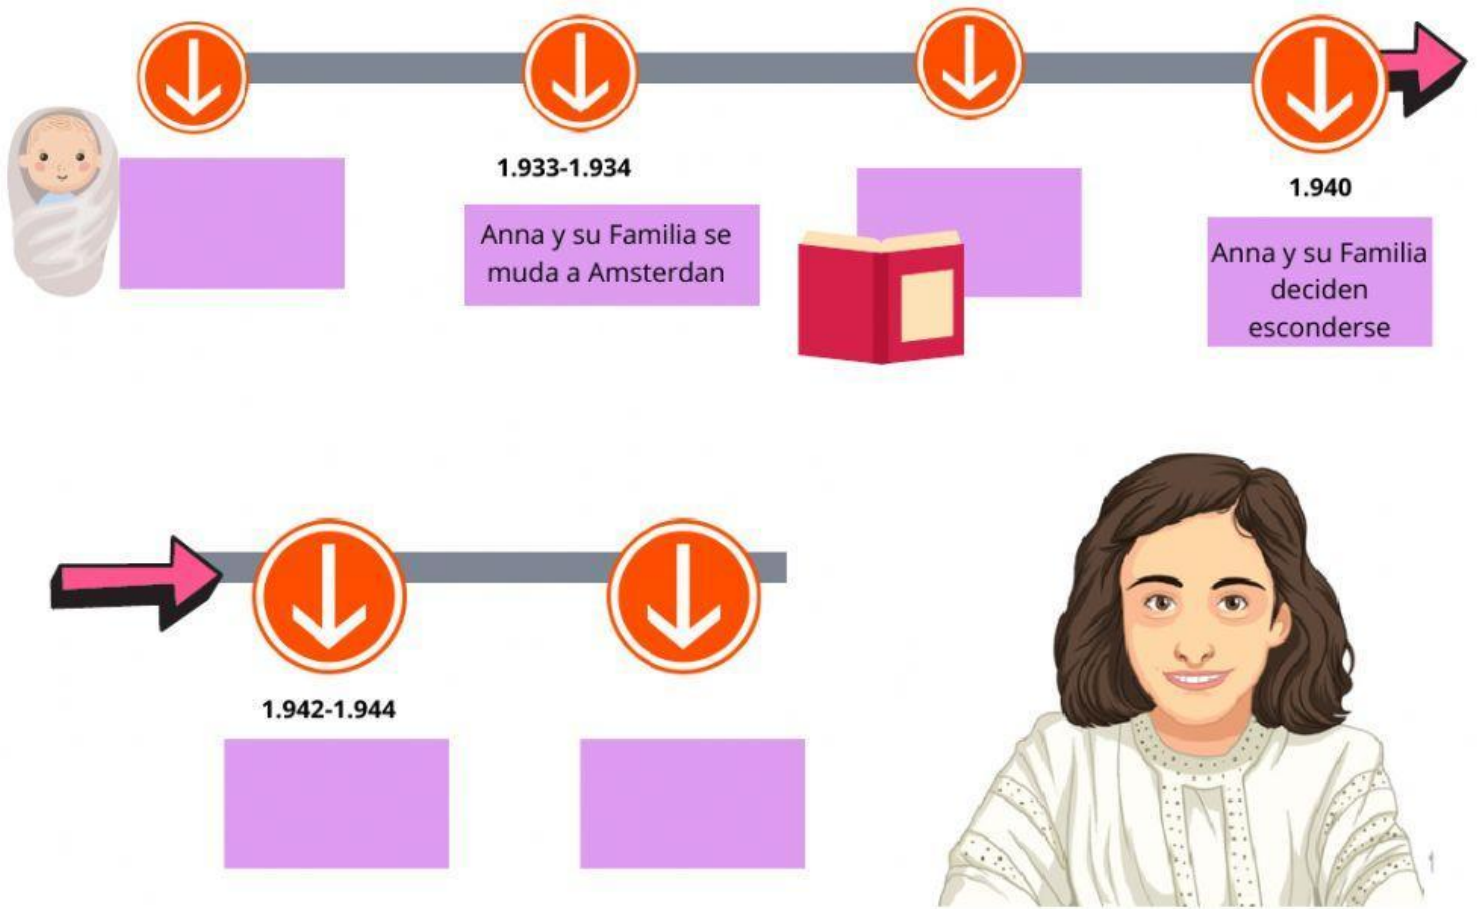 1.933-1.934
Anna y su Familia se
muda a Amsterdan
1.940
Anna y su Familia
deciden
esconderse
1.942-1.944